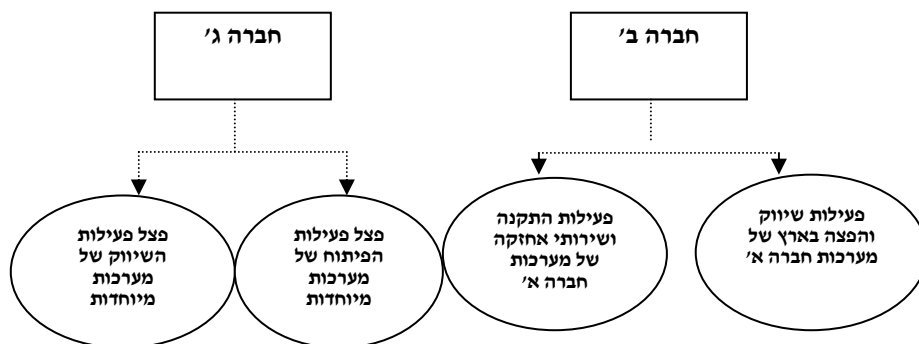 חברה ב'
חברה ג'
פעילות שיווק
והפצה בארץ של
מערכות חברה א'
פעילות התקנה
ושירותי אחזקה
של מערכות
חברה א'
פצל פעילות
הפיתוח של
מערכות
מיוחדות
פצל פעילות
השיווק של
מערכות
מיוחדות